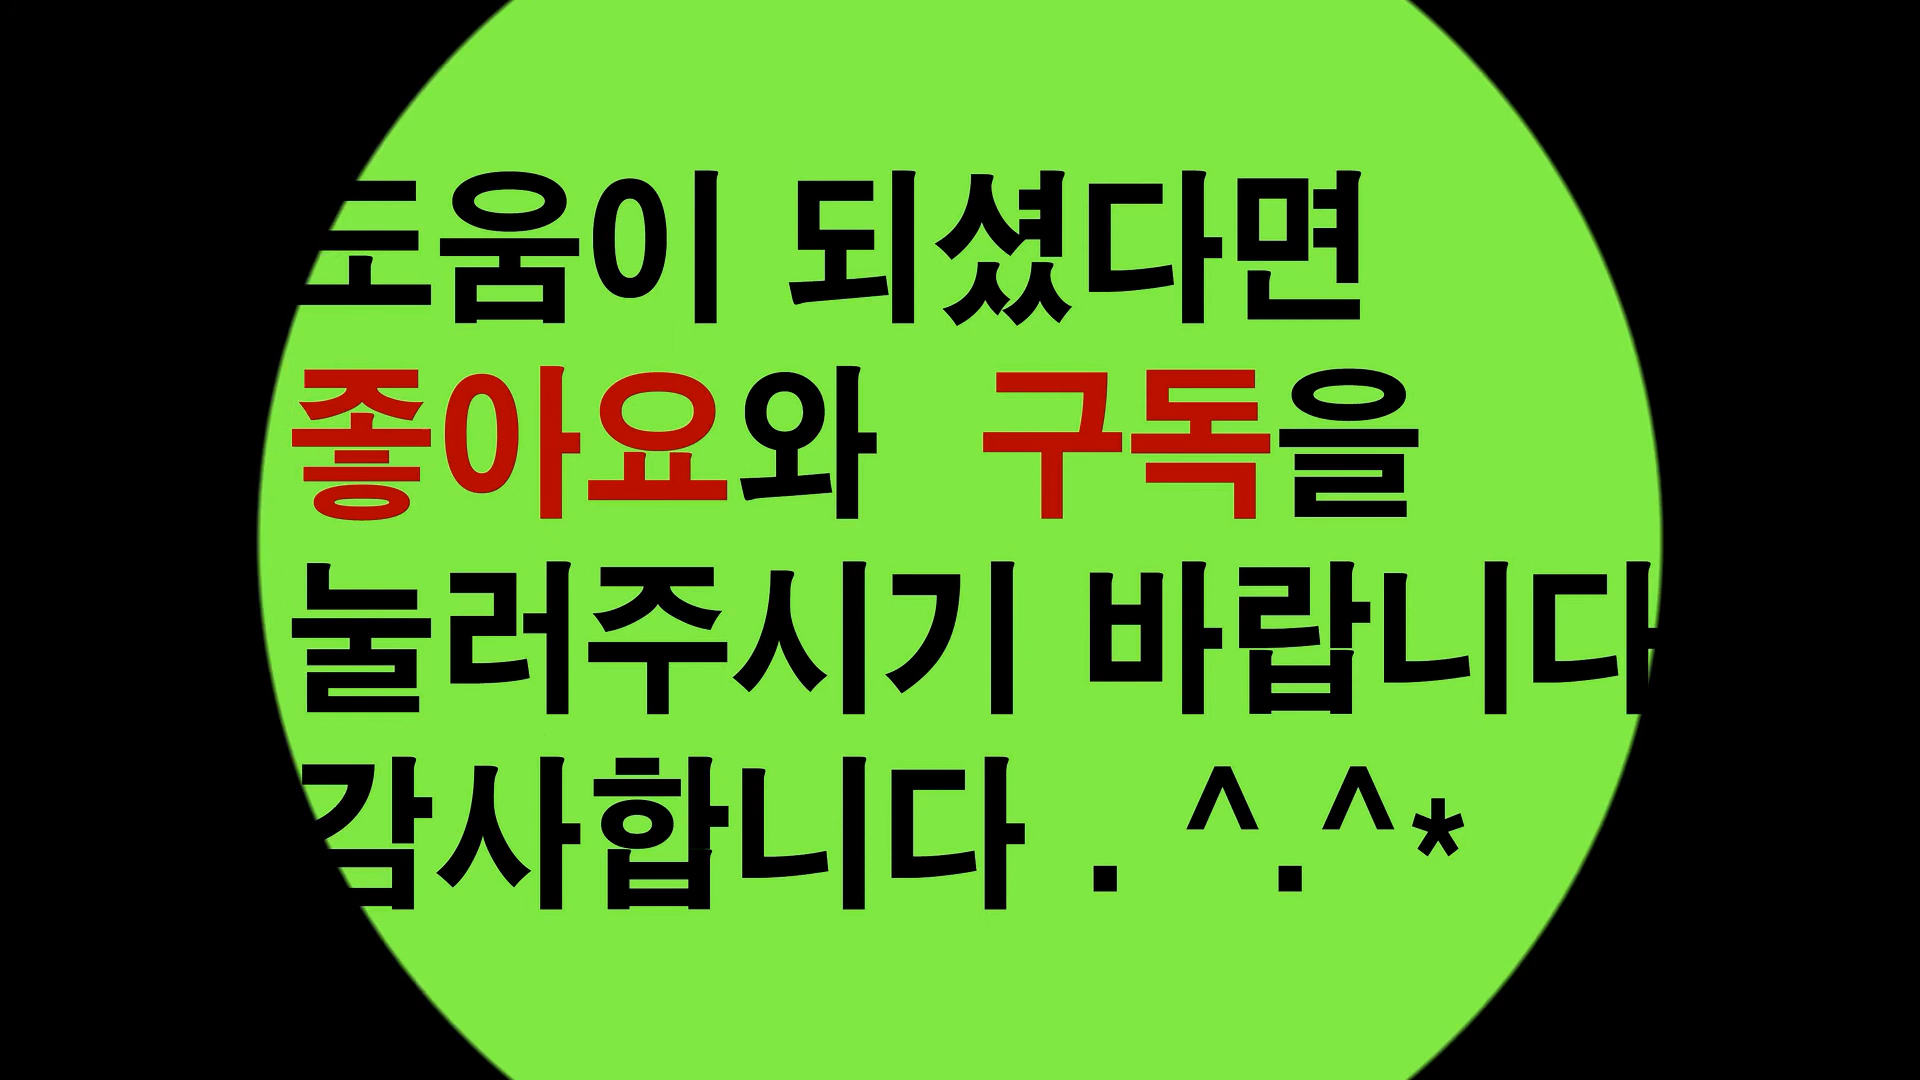 도움이 되셨다면
좋아요와 구독을
눌러주시기 바랍니다
감사합니다 . ^.^*